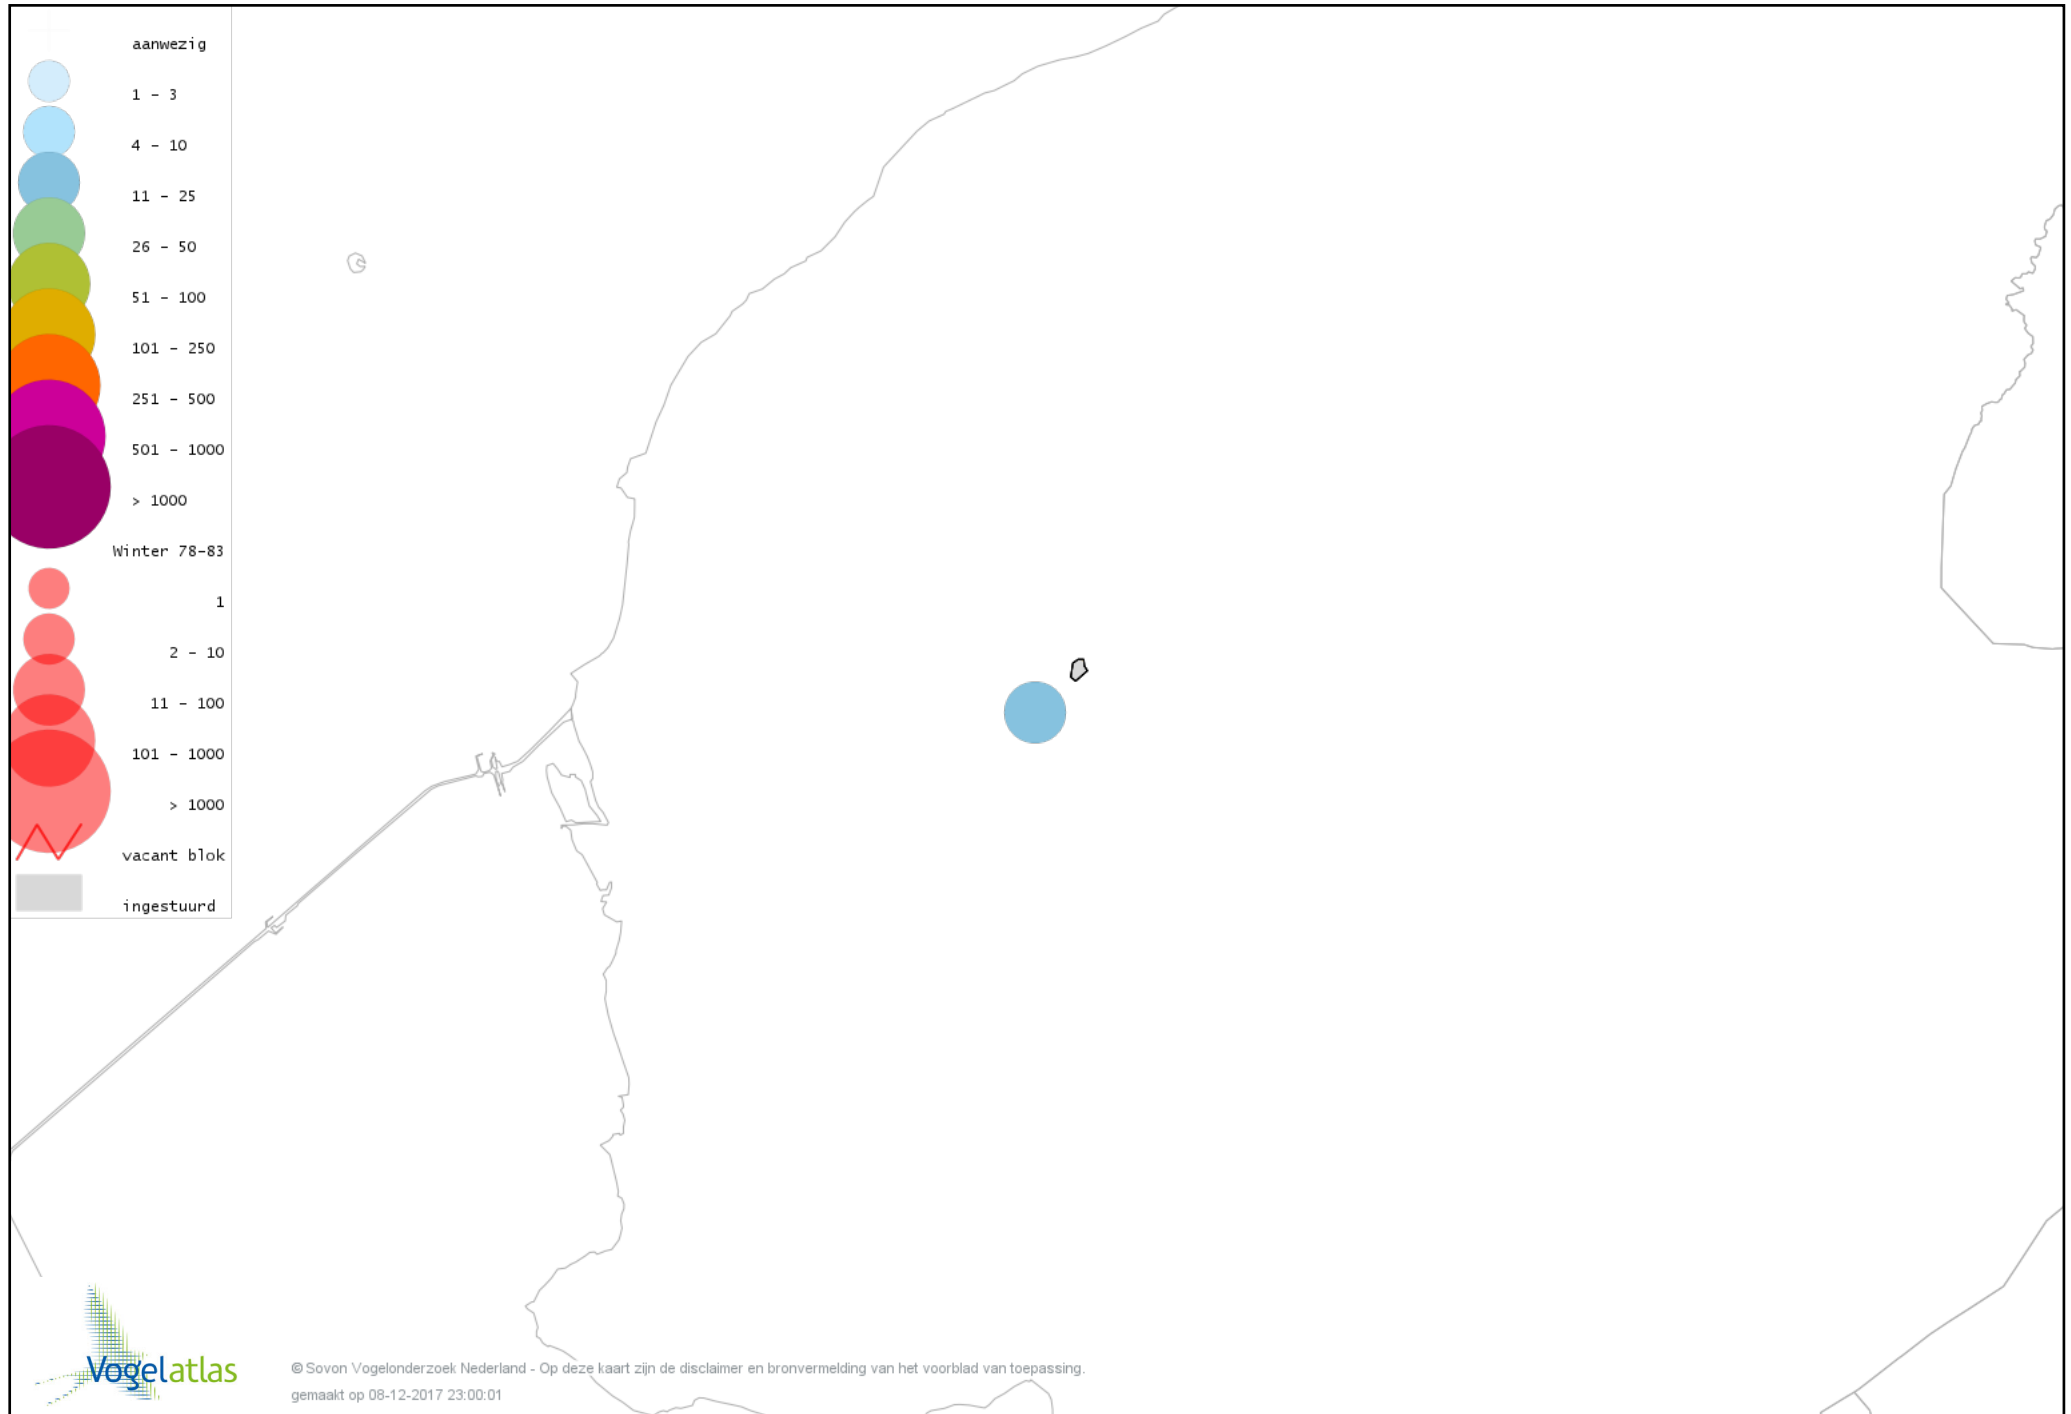 aanwezig
1 - 3
4 - 10
11 - 25
26 - 50
51 - 100
101 - 250
251 - 500
501 - 1000
> 1000
Winter 78-83
1
2 - 10
11 - 100
101 - 1000
> 1000
vacant blok
ingestuurd
Vogelatlas
© Sovon Vogelonderzoek Nederland - Op deze kaart zijn de disclaimer en bronvermelding van het voorblad van toepassing.
gemaakt op 08-12-2017 23:00:01